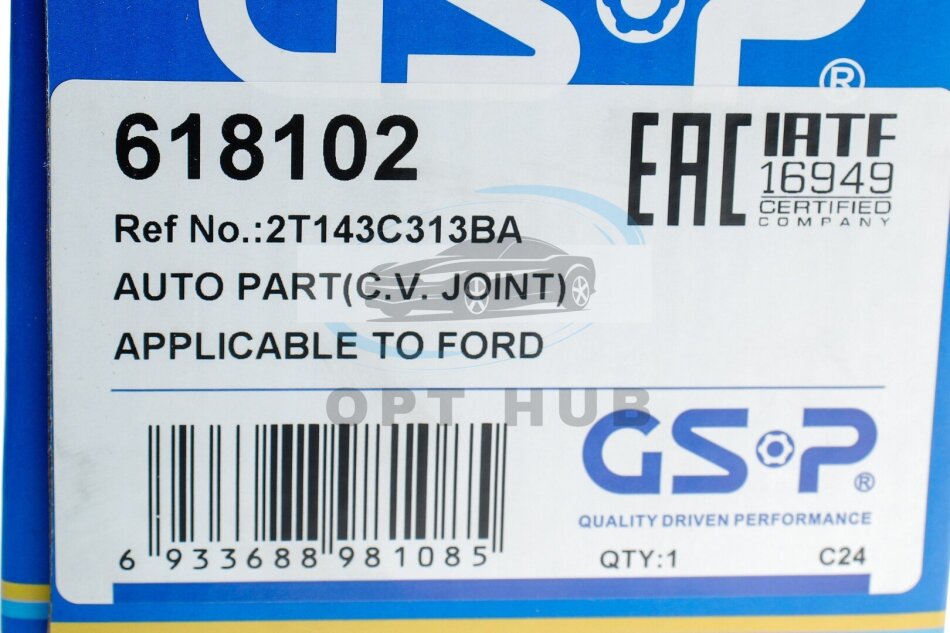 GSP
®
618102
EAC
IATF
16949
CERTIFIED
COMPANY
Ref No.:2T143C313BA
AUTO PART(C.V. JOINT)
APPLICABLE TO FORD
OPT HUB
GSP®
QUALITY DRIVEN PERFORMANCE
6 933688 981085
QTY:1
C24